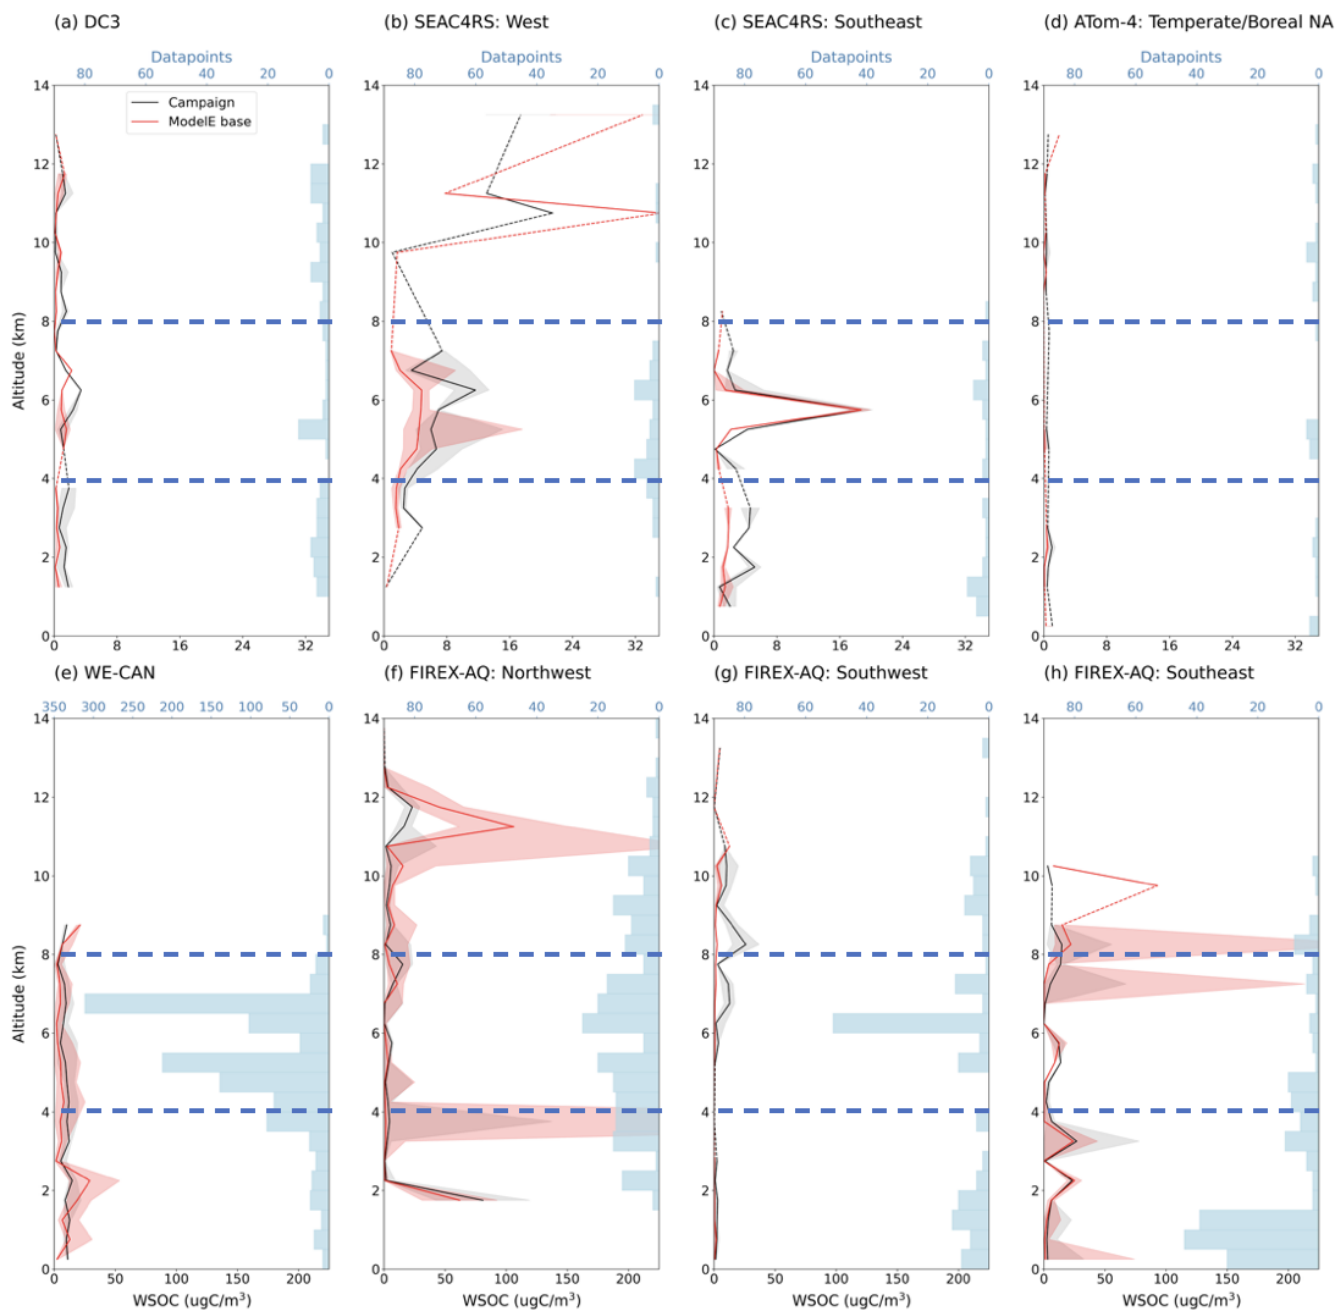 (a) DC3
(b) SEAC4RS: West
(c) SEAC4RS: Southeast
(d) ATom-4: Temperate/Boreal NA
Datapoints
Datapoints
Datapoints
Datapoints
80 60 40 20 0
80 60 40 20 0
80 60 40 20 0
80 60 40 20 0
Campaign
ModelE base
Altitude (km)
14
12
10
8
6
4
2
0
14
12
10
8
6
4
2
0
14
12
10
8
6
4
2
0
14
12
10
8
6
4
2
0
0 8 16 24 32
0 8 16 24 32
0 8 16 24 32
0 8 16 24 32
(e) WE-CAN
(f) FIREX-AQ: Northwest
(g) FIREX-AQ: Southwest
(h) FIREX-AQ: Southeast
350 300 250 200 150 100 50 0
80 60 40 20 0
80 60 40 20 0
80 60 40 20 0
Altitude (km)
14
12
10
8
6
4
2
0
14
12
10
8
6
4
2
0
14
12
10
8
6
4
2
0
14
12
10
8
6
4
2
0
0 50 100 150 200
0 50 100 150 200
0 50 100 150 200
0 50 100 150 200
WSOC (ugC/m³)
WSOC (ugC/m³)
WSOC (ugC/m³)
WSOC (ugC/m³)